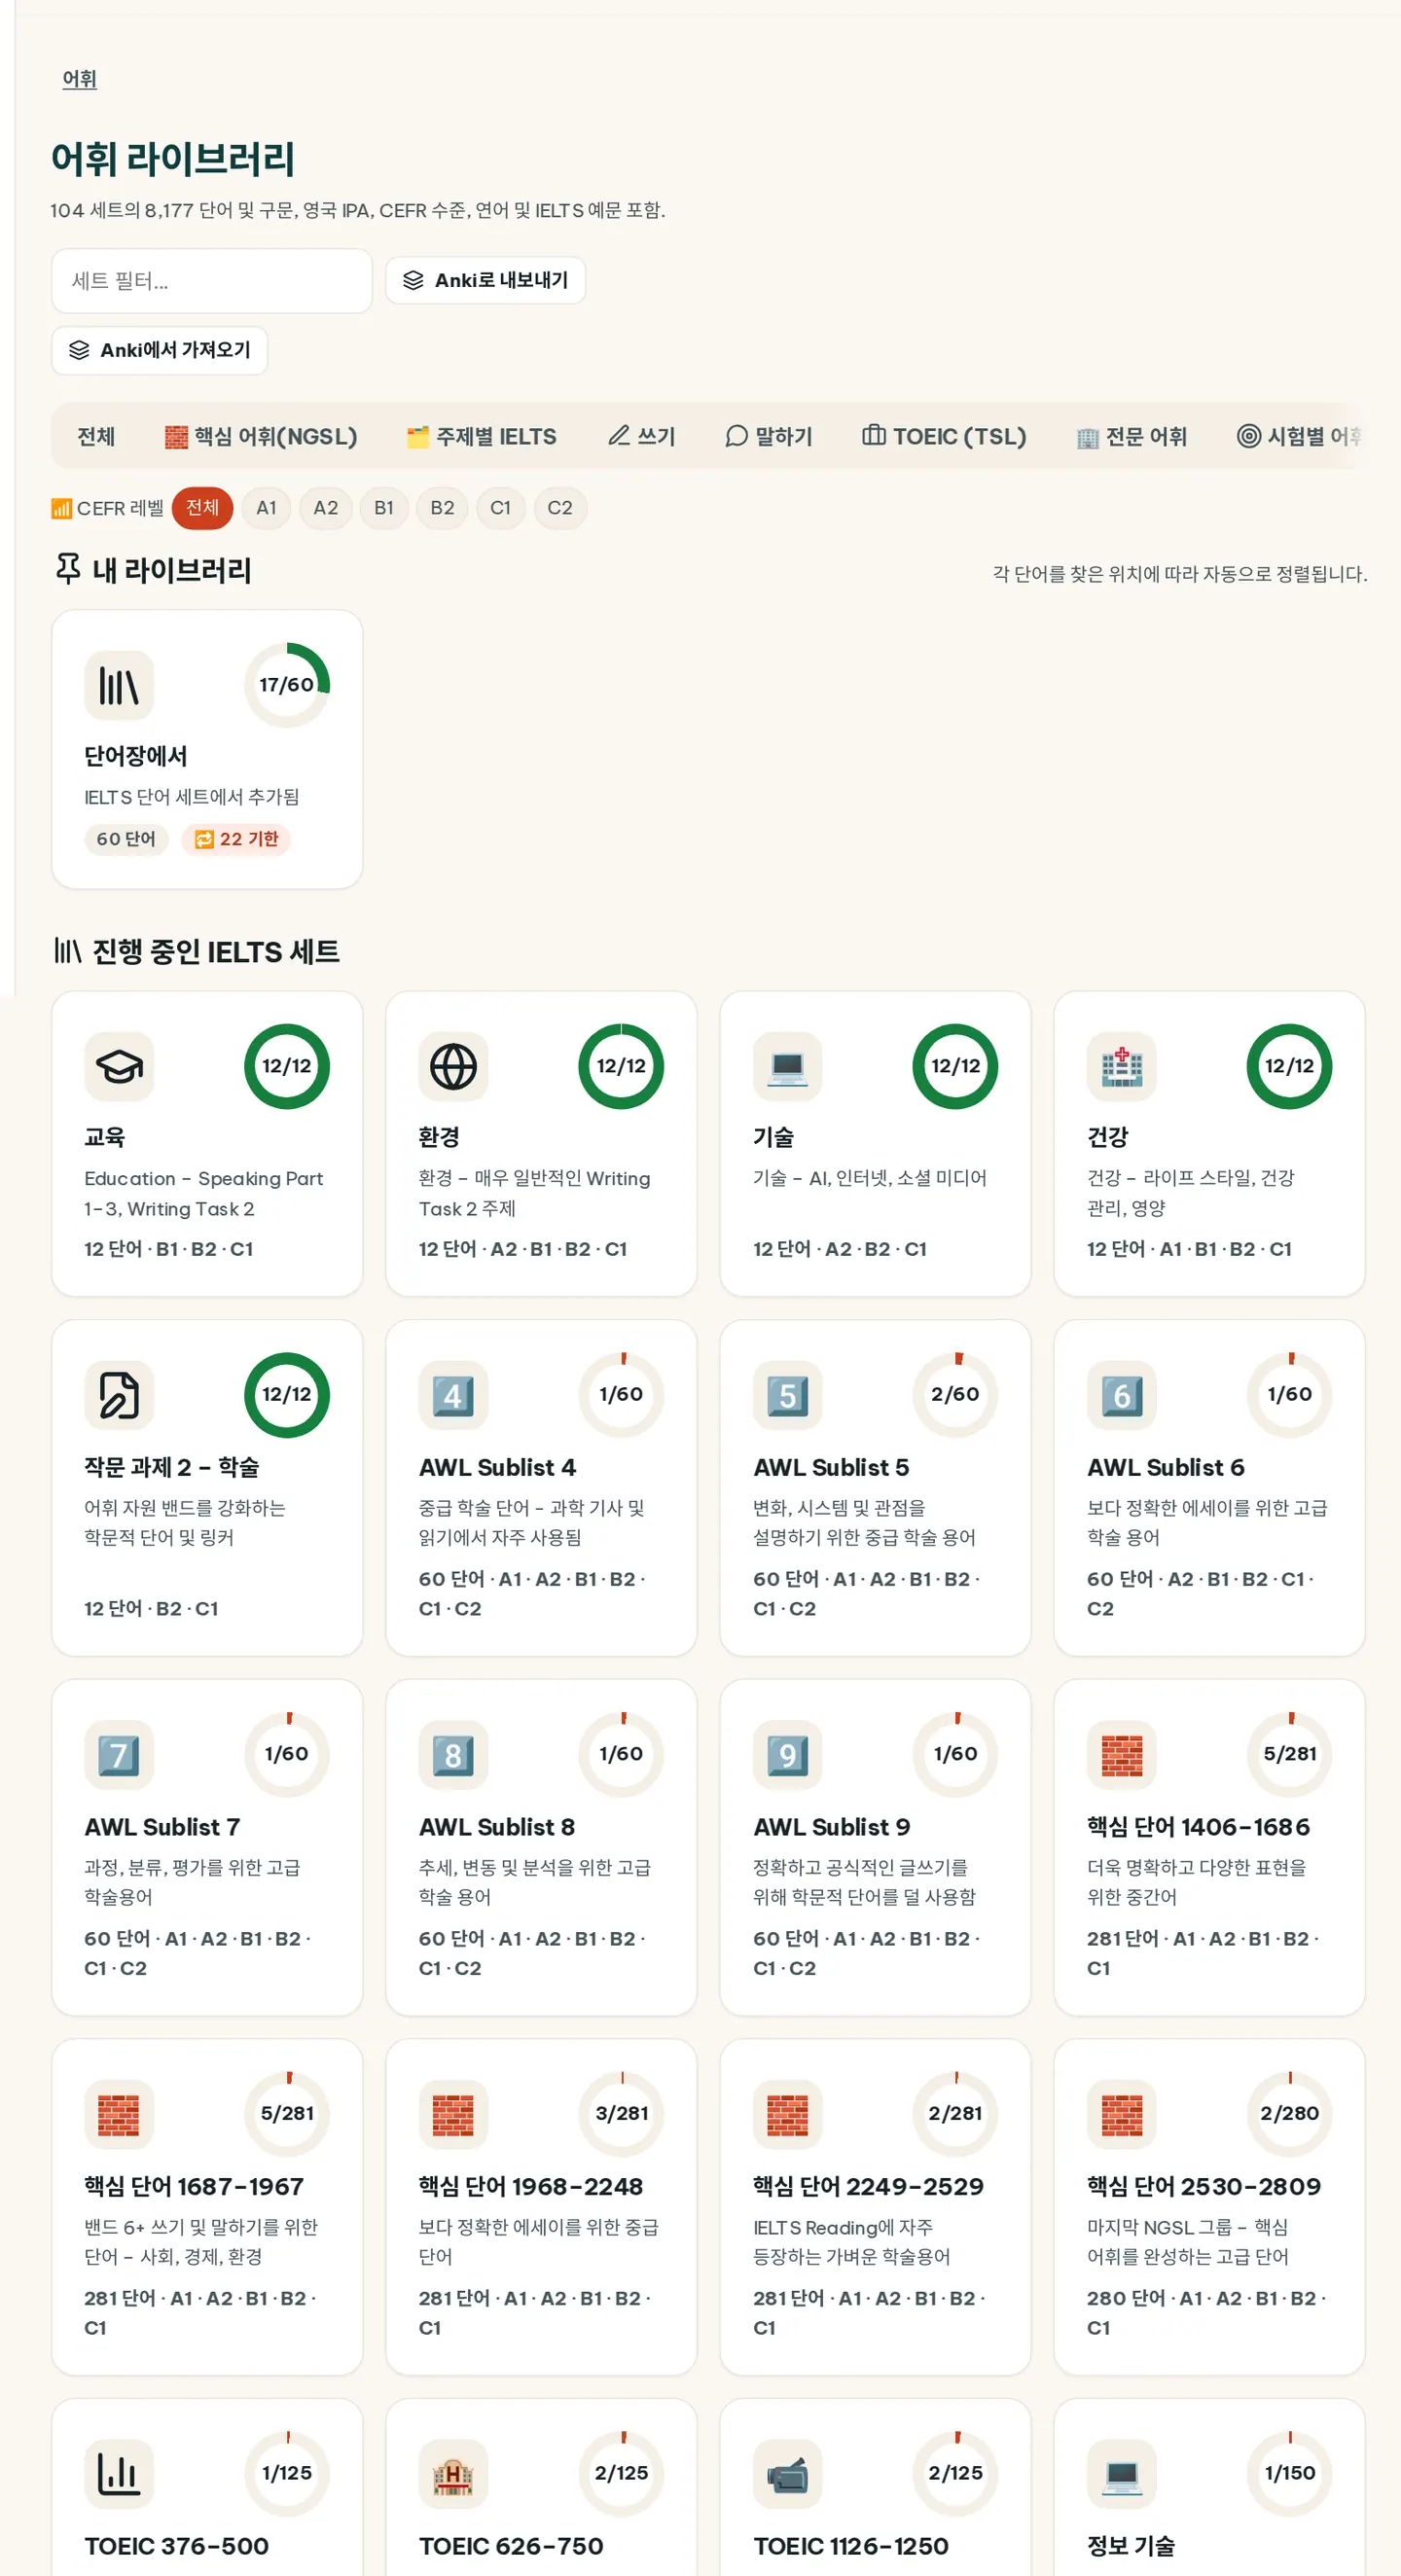 어휘
어휘 라이브러리
104 세트의 8,177 단어 및 구문, 영국 IPA, CEFR 수준, 연어 및 IELTS 예문 포함.
세트 필터...
Anki로 내보내기
Anki에서 가져오기
전체 핵심 어휘(NGSL) 주제별 IELTS 쓰기 말하기 TOEIC (TSL) 전문 어휘 시험별 어휘
CEFR 레벨 전체 A1 A2 B1 B2 C1 C2
내 라이브러리
각 단어를 찾은 위치에 따라 자동으로 정렬됩니다.
17/60
단어장에서
IELTS 단어 세트에서 추가됨
60 단어 22 기한
진행 중인 IELTS 세트
12/12
교육
Education – Speaking Part
1–3, Writing Task 2
12 단어 · B1 · B2 · C1
12/12
환경
환경 – 매우 일반적인 Writing
Task 2 주제
12 단어 · A2 · B1 · B2 · C1
12/12
기술
기술 – AI, 인터넷, 소셜 미디어
12 단어 · A2 · B2 · C1
12/12
건강
건강 – 라이프 스타일, 건강
관리, 영양
12 단어 · A1 · B1 · B2 · C1
12/12
작문 과제 2 – 학술
어휘 자원 밴드를 강화하는
학문적 단어 및 링커
12 단어 · B2 · C1
4
1/60
AWL Sublist 4
중급 학술 단어 – 과학 기사 및
읽기에서 자주 사용됨
60 단어 · A1 · A2 · B1 · B2 ·
C1 · C2
5
2/60
AWL Sublist 5
변화, 시스템 및 관점을
설명하기 위한 중급 학술 용어
60 단어 · A1 · A2 · B1 · B2 ·
C1 · C2
6
1/60
AWL Sublist 6
보다 정확한 에세이를 위한 고급
학술 용어
60 단어 · A2 · B1 · B2 · C1 ·
C2
7
1/60
AWL Sublist 7
과정, 분류, 평가를 위한 고급
학술용어
60 단어 · A1 · A2 · B1 · B2 ·
C1 · C2
8
1/60
AWL Sublist 8
추세, 변동 및 분석을 위한 고급
학술 용어
60 단어 · A1 · A2 · B1 · B2 ·
C1 · C2
9
1/60
AWL Sublist 9
정확하고 공식적인 글쓰기를
위해 학문적 단어를 덜 사용함
60 단어 · A1 · A2 · B1 · B2 ·
C1 · C2
5/281
핵심 단어 1406–1686
더욱 명확하고 다양한 표현을
위한 중간어
281 단어 · A1 · A2 · B1 · B2 ·
C1
5/281
핵심 단어 1687–1967
밴드 6+ 쓰기 및 말하기를 위한
단어 – 사회, 경제, 환경
281 단어 · A1 · A2 · B1 · B2 ·
C1
3/281
핵심 단어 1968–2248
보다 정확한 에세이를 위한 중급
단어
281 단어 · A1 · A2 · B1 · B2 ·
C1
2/281
핵심 단어 2249–2529
IELTS Reading에 자주
등장하는 가벼운 학술용어
281 단어 · A1 · A2 · B1 · B2 ·
C1
2/280
핵심 단어 2530–2809
마지막 NGSL 그룹 – 핵심
어휘를 완성하는 고급 단어
280 단어 · A1 · A2 · B1 · B2 ·
C1
1/125
TOEIC 376–500
H
2/125
TOEIC 626–750
2/125
TOEIC 1126–1250
1/150
정보 기술